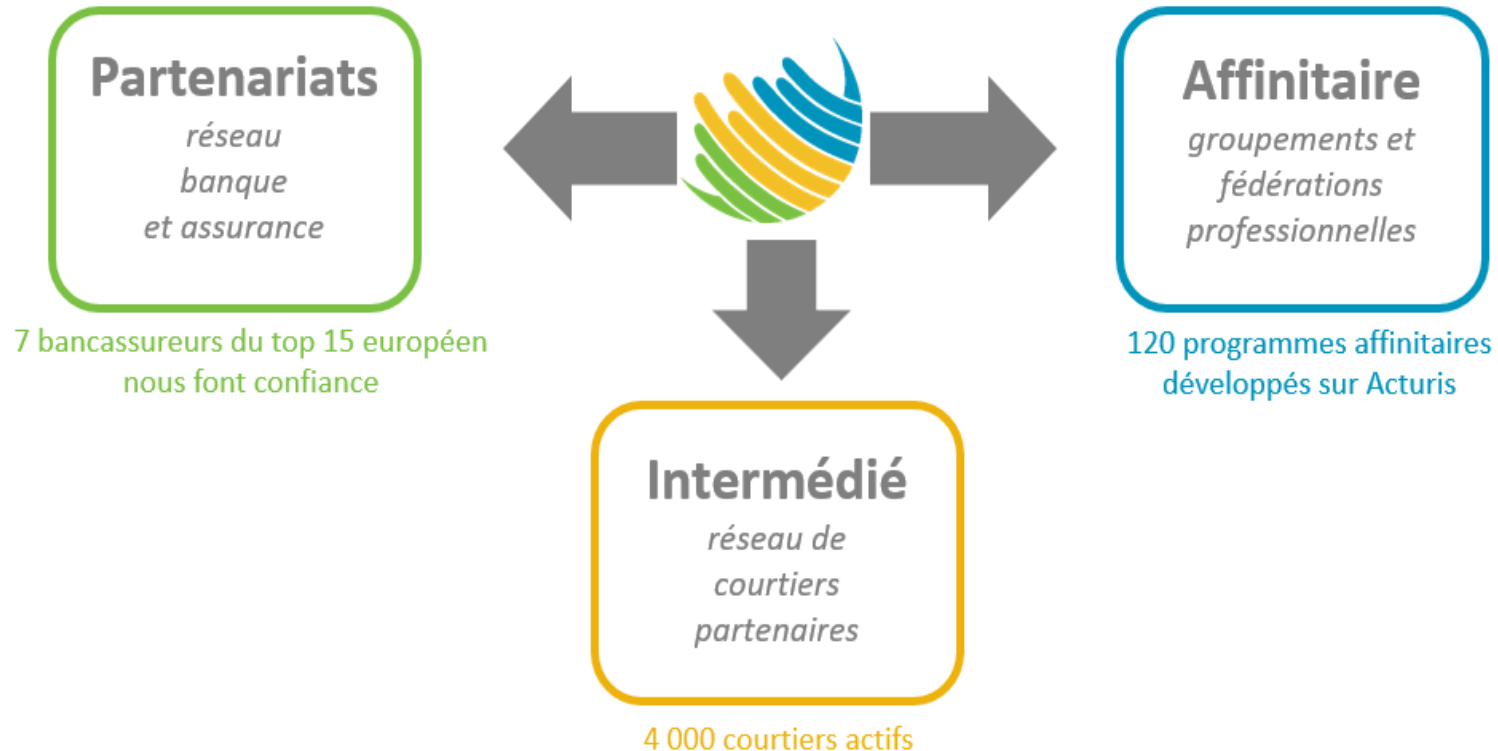 Partenariats
réseau
banque
et assurance
7 bancassureurs du top 15 européen
nous font confiance
Affinitaire
groupements et
fédérations
professionnelles
120 programmes affinitaires
développés sur Acturis
Intermédié
réseau de
courtiers
partenaires
4 000 courtiers actifs